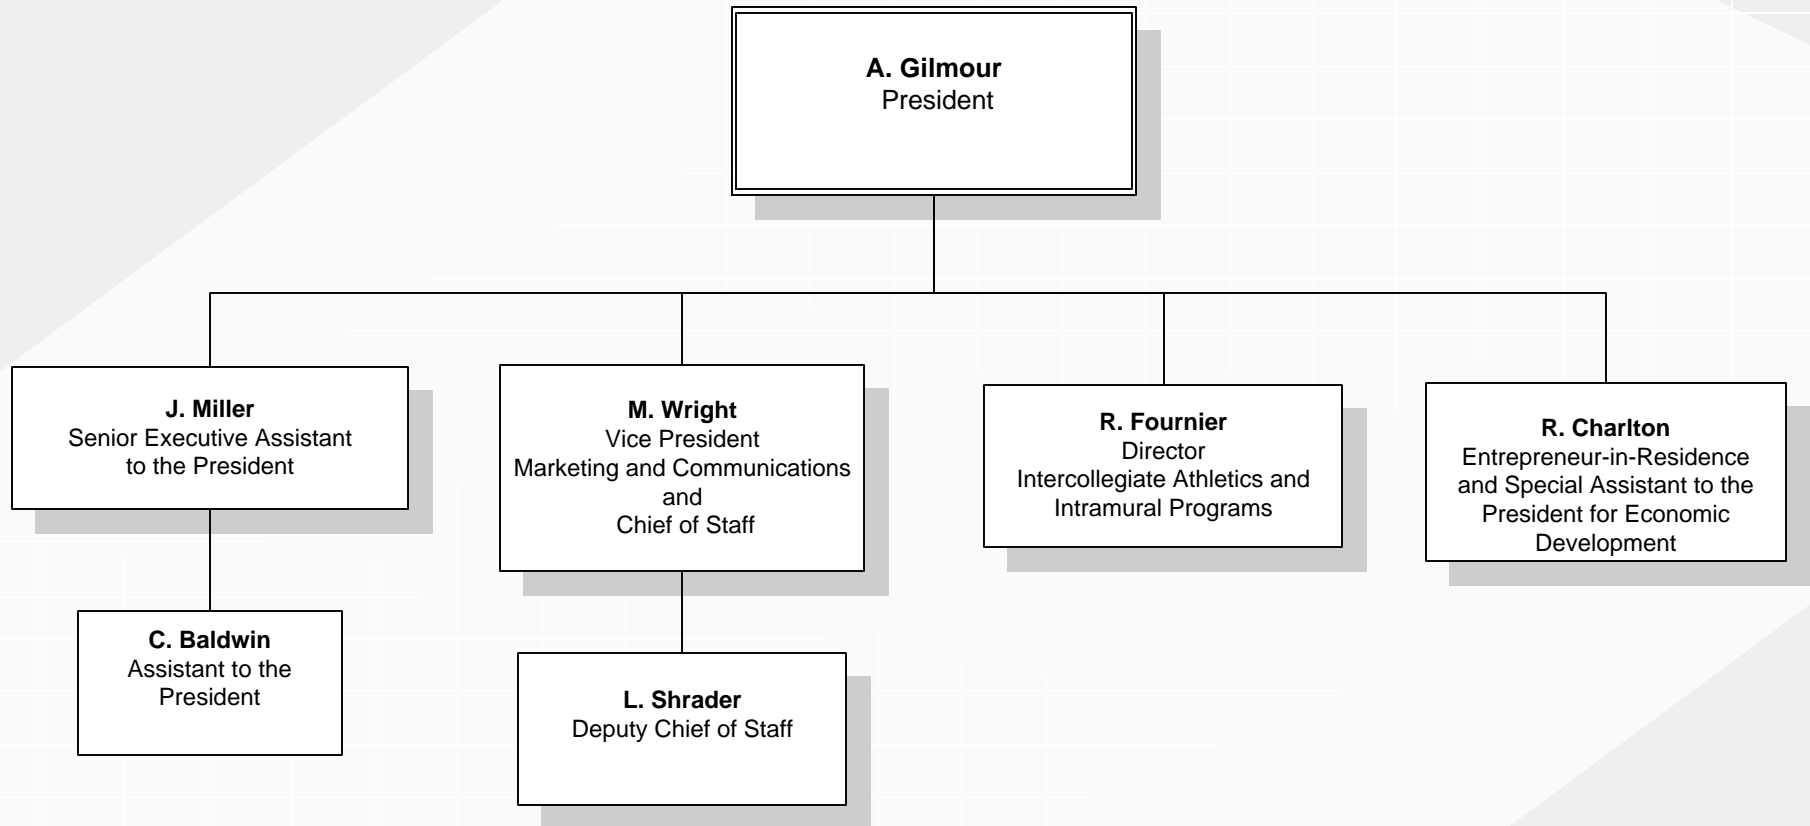 A. Gilmour
President
J. Miller
Senior Executive Assistant
to the President
M. Wright
Vice President
Marketing and Communications
and
Chief of Staff
R. Fournier
Director
Intercollegiate Athletics and
Intramural Programs
R. Charlton
Entrepreneur-in-Residence
and Special Assistant to the
President for Economic
Development
C. Baldwin
Assistant to the
President
L. Shrader
Deputy Chief of Staff